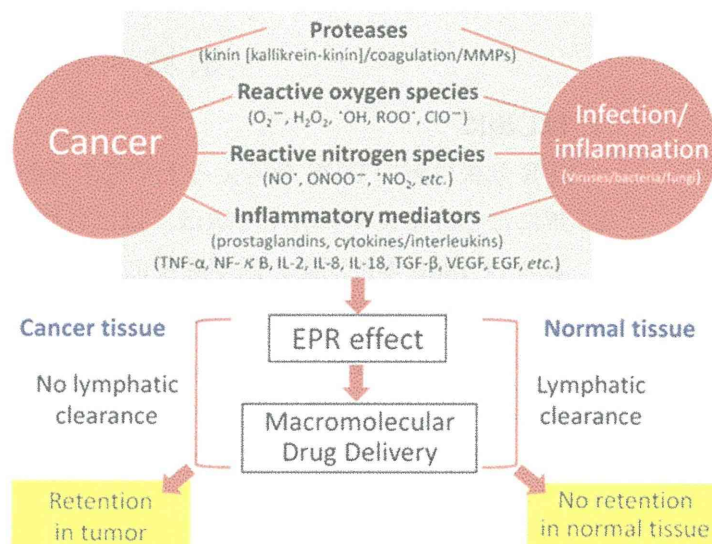 Proteases
(kinin [kallikrein-kinin]/coagulation/MMPs)
Reactive oxygen species
(O₂⁻, H₂O₂, ˙OH, ROO˙, ClO⁻)
Reactive nitrogen species
(NO˙, ONOO⁻, ˙NO₂, etc.)
Inflammatory mediators
(prostaglandins, cytokines/interleukins)
(TNF-α, NF-κB, IL-2, IL-8, IL-18, TGF-β, VEGF, EGF, etc.)
Cancer
Infection/
inflammation
(Viruses/bacteria/fungi)
Cancer tissue
EPR effect
Normal tissue
No lymphatic
clearance
Lymphatic
clearance
Macromolecular
Drug Delivery
Retention
in tumor
No retention
in normal tissue